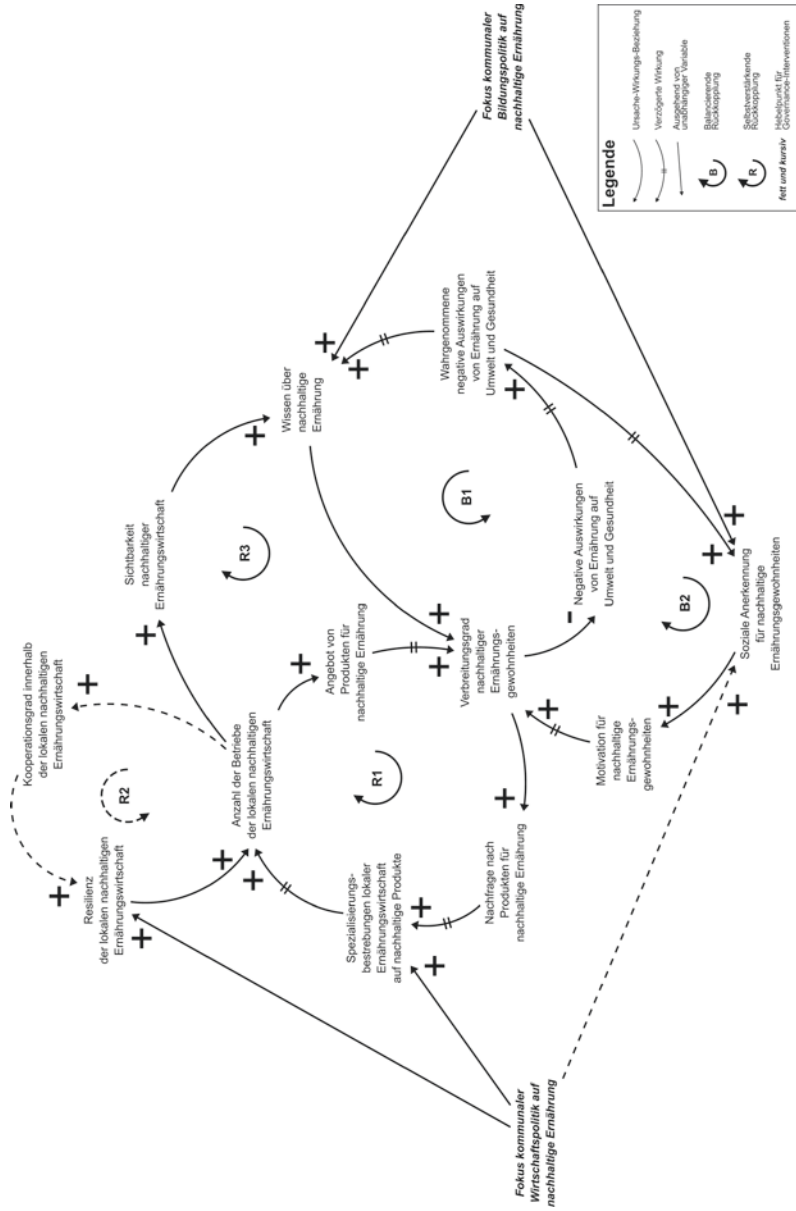 Kooperationsgrad innerhalb
der lokalen nachhaltigen
Ernährungswirtschaft
+
+
R2
Resilienz
der lokalen nachhaltigen
Ernährungswirtschaft
+
+
Sichtbarkeit
nachhaltiger
Ernährungswirtschaft
+
+
R3
Anzahl der Betriebe
der lokalen nachhaltigen
Ernährungswirtschaft
+
+
Wissen über
nachhaltige
Ernährung
+
+
Angebot von
Produkten für
nachhaltige Ernährung
+
R1
Spezialisierungs-
bestrebungen lokaler
Ernährungswirtschaft
auf nachhaltige Produkte
+
+
B1
Verbreitungsgrad
nachhaltiger
Ernährungs-
gewohnheiten
+
+
+
Wahrgenommene
negative Auswirkungen
von Ernährung auf
Umwelt und Gesundheit
+
Nachfrage nach
Produkten für
nachhaltige Ernährung
-
Negative Auswirkungen
von Ernährung auf
Umwelt und Gesundheit
Motivation für
nachhaltige
Ernährungs-
gewohnheiten
+
B2
Soziale Anerkennung
für nachhaltige
Ernährungsgewohnheiten
+
+
+
Fokus kommunaler
Wirtschaftspolitik auf
nachhaltige Ernährung
Fokus kommunaler
Bildungspolitik auf
nachhaltige Ernährung
Legende
Ursache-Wirkungs-Beziehung
Verzögerte Wirkung
Ausgehend von
unabhängiger Variable
B
Balancierende
Rückkopplung
R
Selbstverstärkende
Rückkopplung
fett und kursiv
Hebelpunkt für
Governance-Interventionen